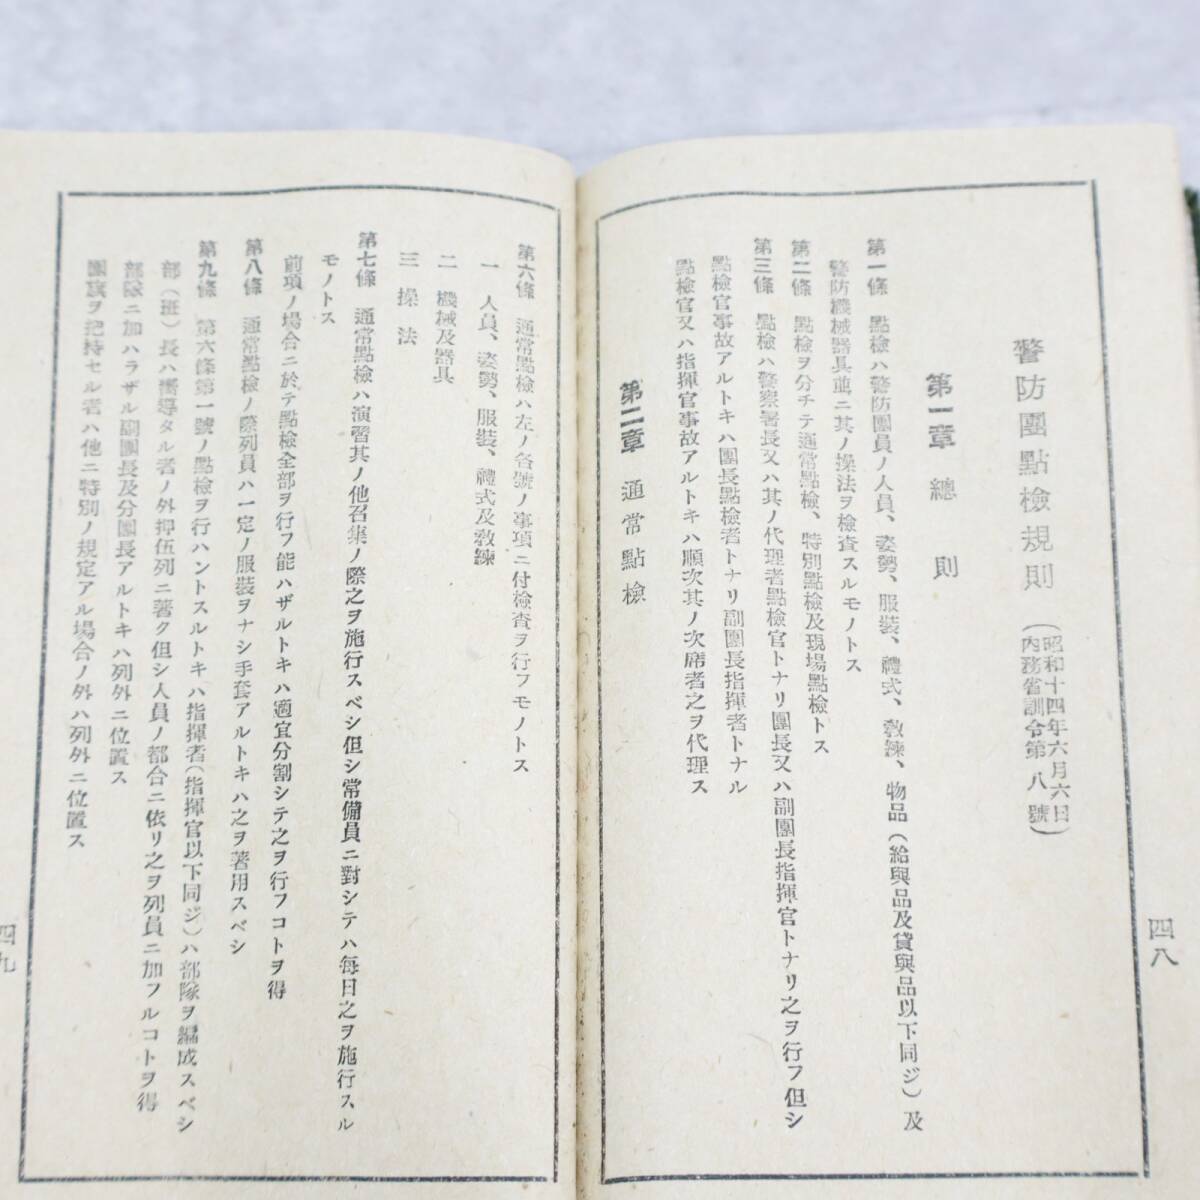 四八
警防團點檢規則（昭和十四年六月六日
內務省訓令第八號）
第一章　總則
第一條　點檢ハ警防團員ノ人員、姿勢、服裝、禮式、敎練、物品（給與品及貸與品以下同ジ）及
警防機械器具竝ニ其ノ操法ヲ檢査スルモノトス
第二條　點檢ヲ分チテ通常點檢、特別點檢及現場點檢トス
第三條　點檢ハ警察署長又ハ其ノ代理者點檢官トナリ團長又ハ副團長指揮官トナリ之ヲ行フ但シ
點檢官事故アルトキハ團長點檢者トナリ副團長指揮者トナル
點檢官又ハ指揮官事故アルトキハ順次其ノ次席者之ヲ代理ス
第二章　通常點檢
第六條　通常點檢ハ左ノ各號ノ事項ニ付檢査ヲ行フモノトス
一　人員、姿勢、服裝、禮式及敎練
二　機械及器具
三　操法
第七條　通常點檢ハ演習其ノ他召集ノ際之ヲ施行スベシ但シ常備員ニ對シテハ每日之ヲ施行スル
モノトス
前項ノ場合ニ於テ點檢全部ヲ行フ能ハザルトキハ適宜分割シテ之ヲ行フコトヲ得
第八條　通常點檢ノ際列員ハ一定ノ服裝ヲナシ手套アルトキハ之ヲ著用スベシ
第九條　第六條第一號ノ點檢ヲ行ハントスルトキハ指揮者（指揮官以下同ジ）ハ部隊ヲ編成スベシ
部（班）長ハ嚮導タル者ノ外押伍列ニ著ク但シ人員ノ都合ニ依リ之ヲ列員ニ加フルコトヲ得
部隊ニ加ハラザル副團長及分團長アルトキハ列外ニ位置ス
團旗ヲ把持セル者ハ他ニ特別ノ規定アル場合ノ外ハ列外ニ位置ス
四九